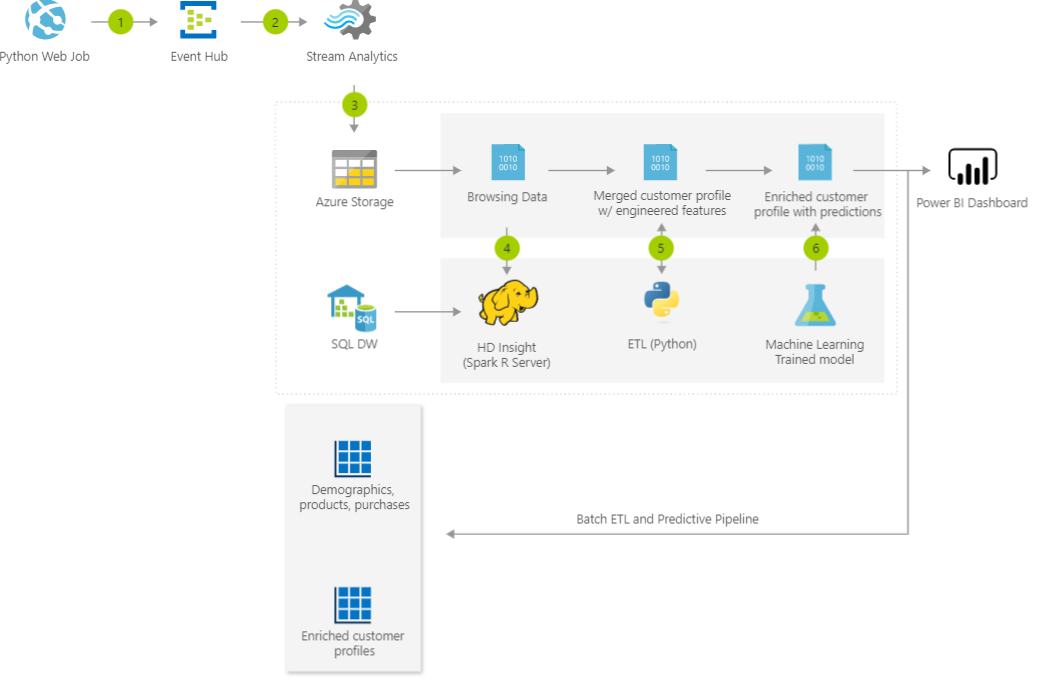 1
2
Python Web Job
Event Hub
Stream Analytics
3
1010
0010
1010
0010
1010
0010
Azure Storage
Browsing Data
Merged customer profile
w/ engineered features
Enriched customer
profile with predictions
Power BI Dashboard
4
5
6
SQL
SQL DW
HD Insight
(Spark R Server)
ETL (Python)
Machine Learning
Trained model
Demographics,
products, purchases
Batch ETL and Predictive Pipeline
Enriched customer
profiles